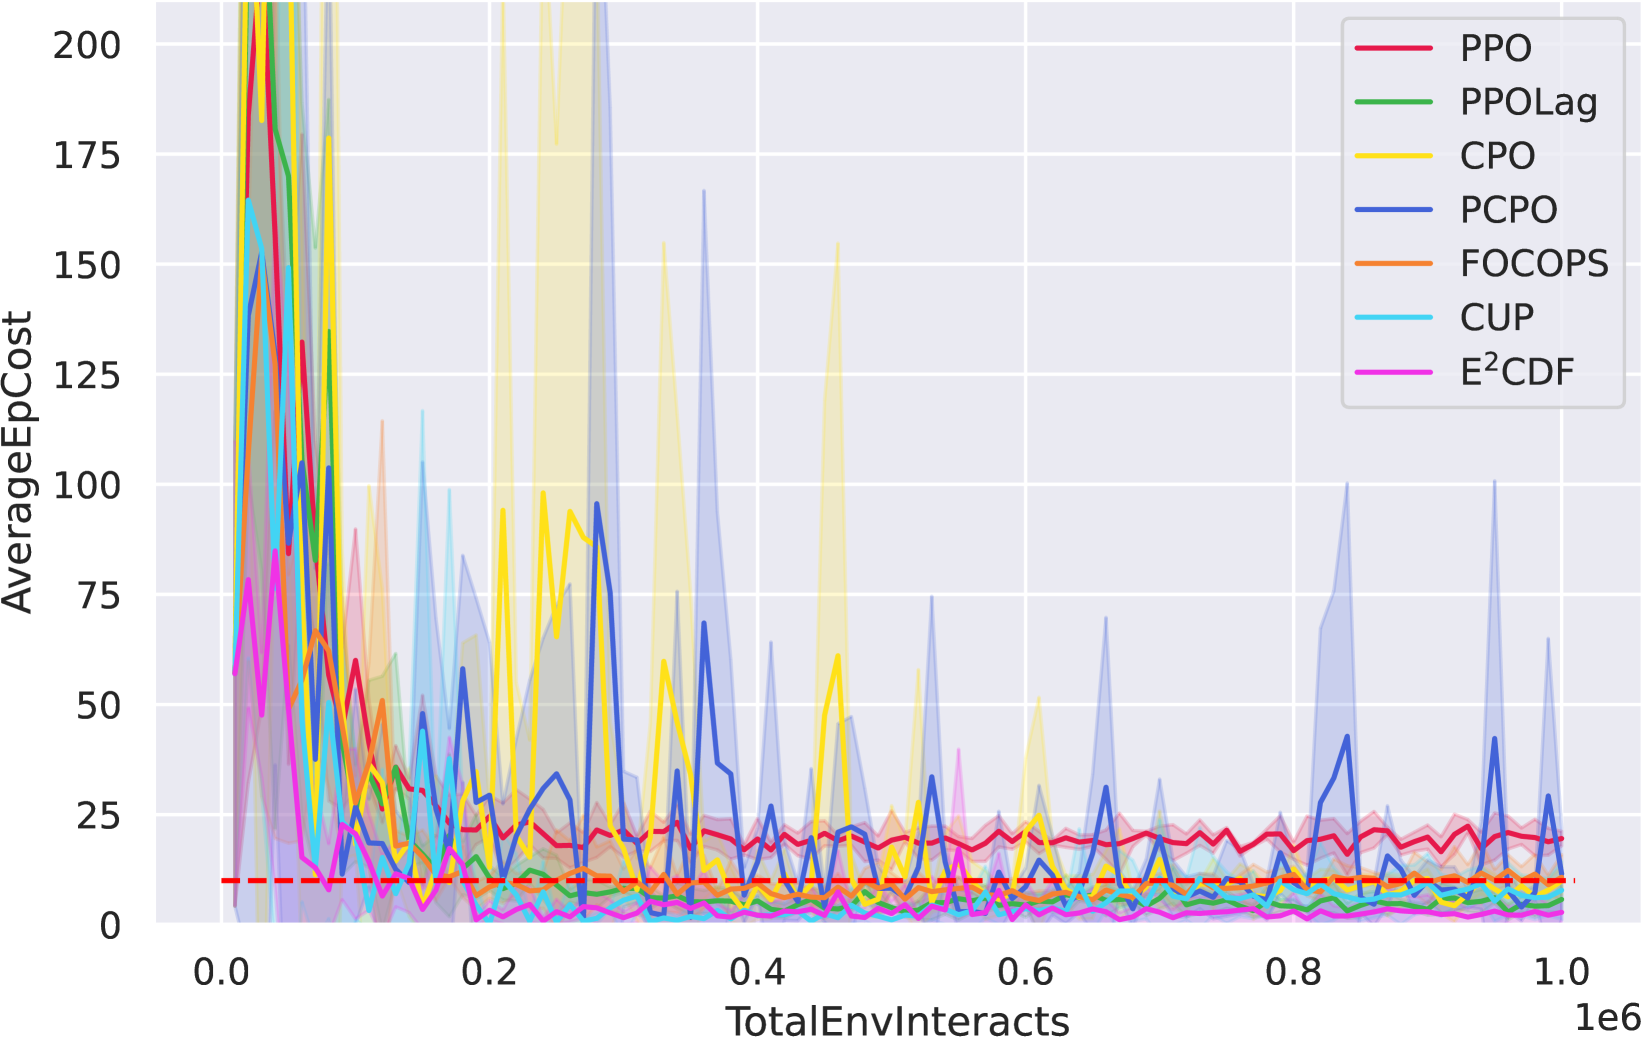 200
175
150
125
100
75
50
25
0
AverageEpCost
0.0 0.2 0.4 0.6 0.8 1.0
TotalEnvInteracts
1e6
PPO
PPOLag
CPO
PCPO
FOCOPS
CUP
E²CDF